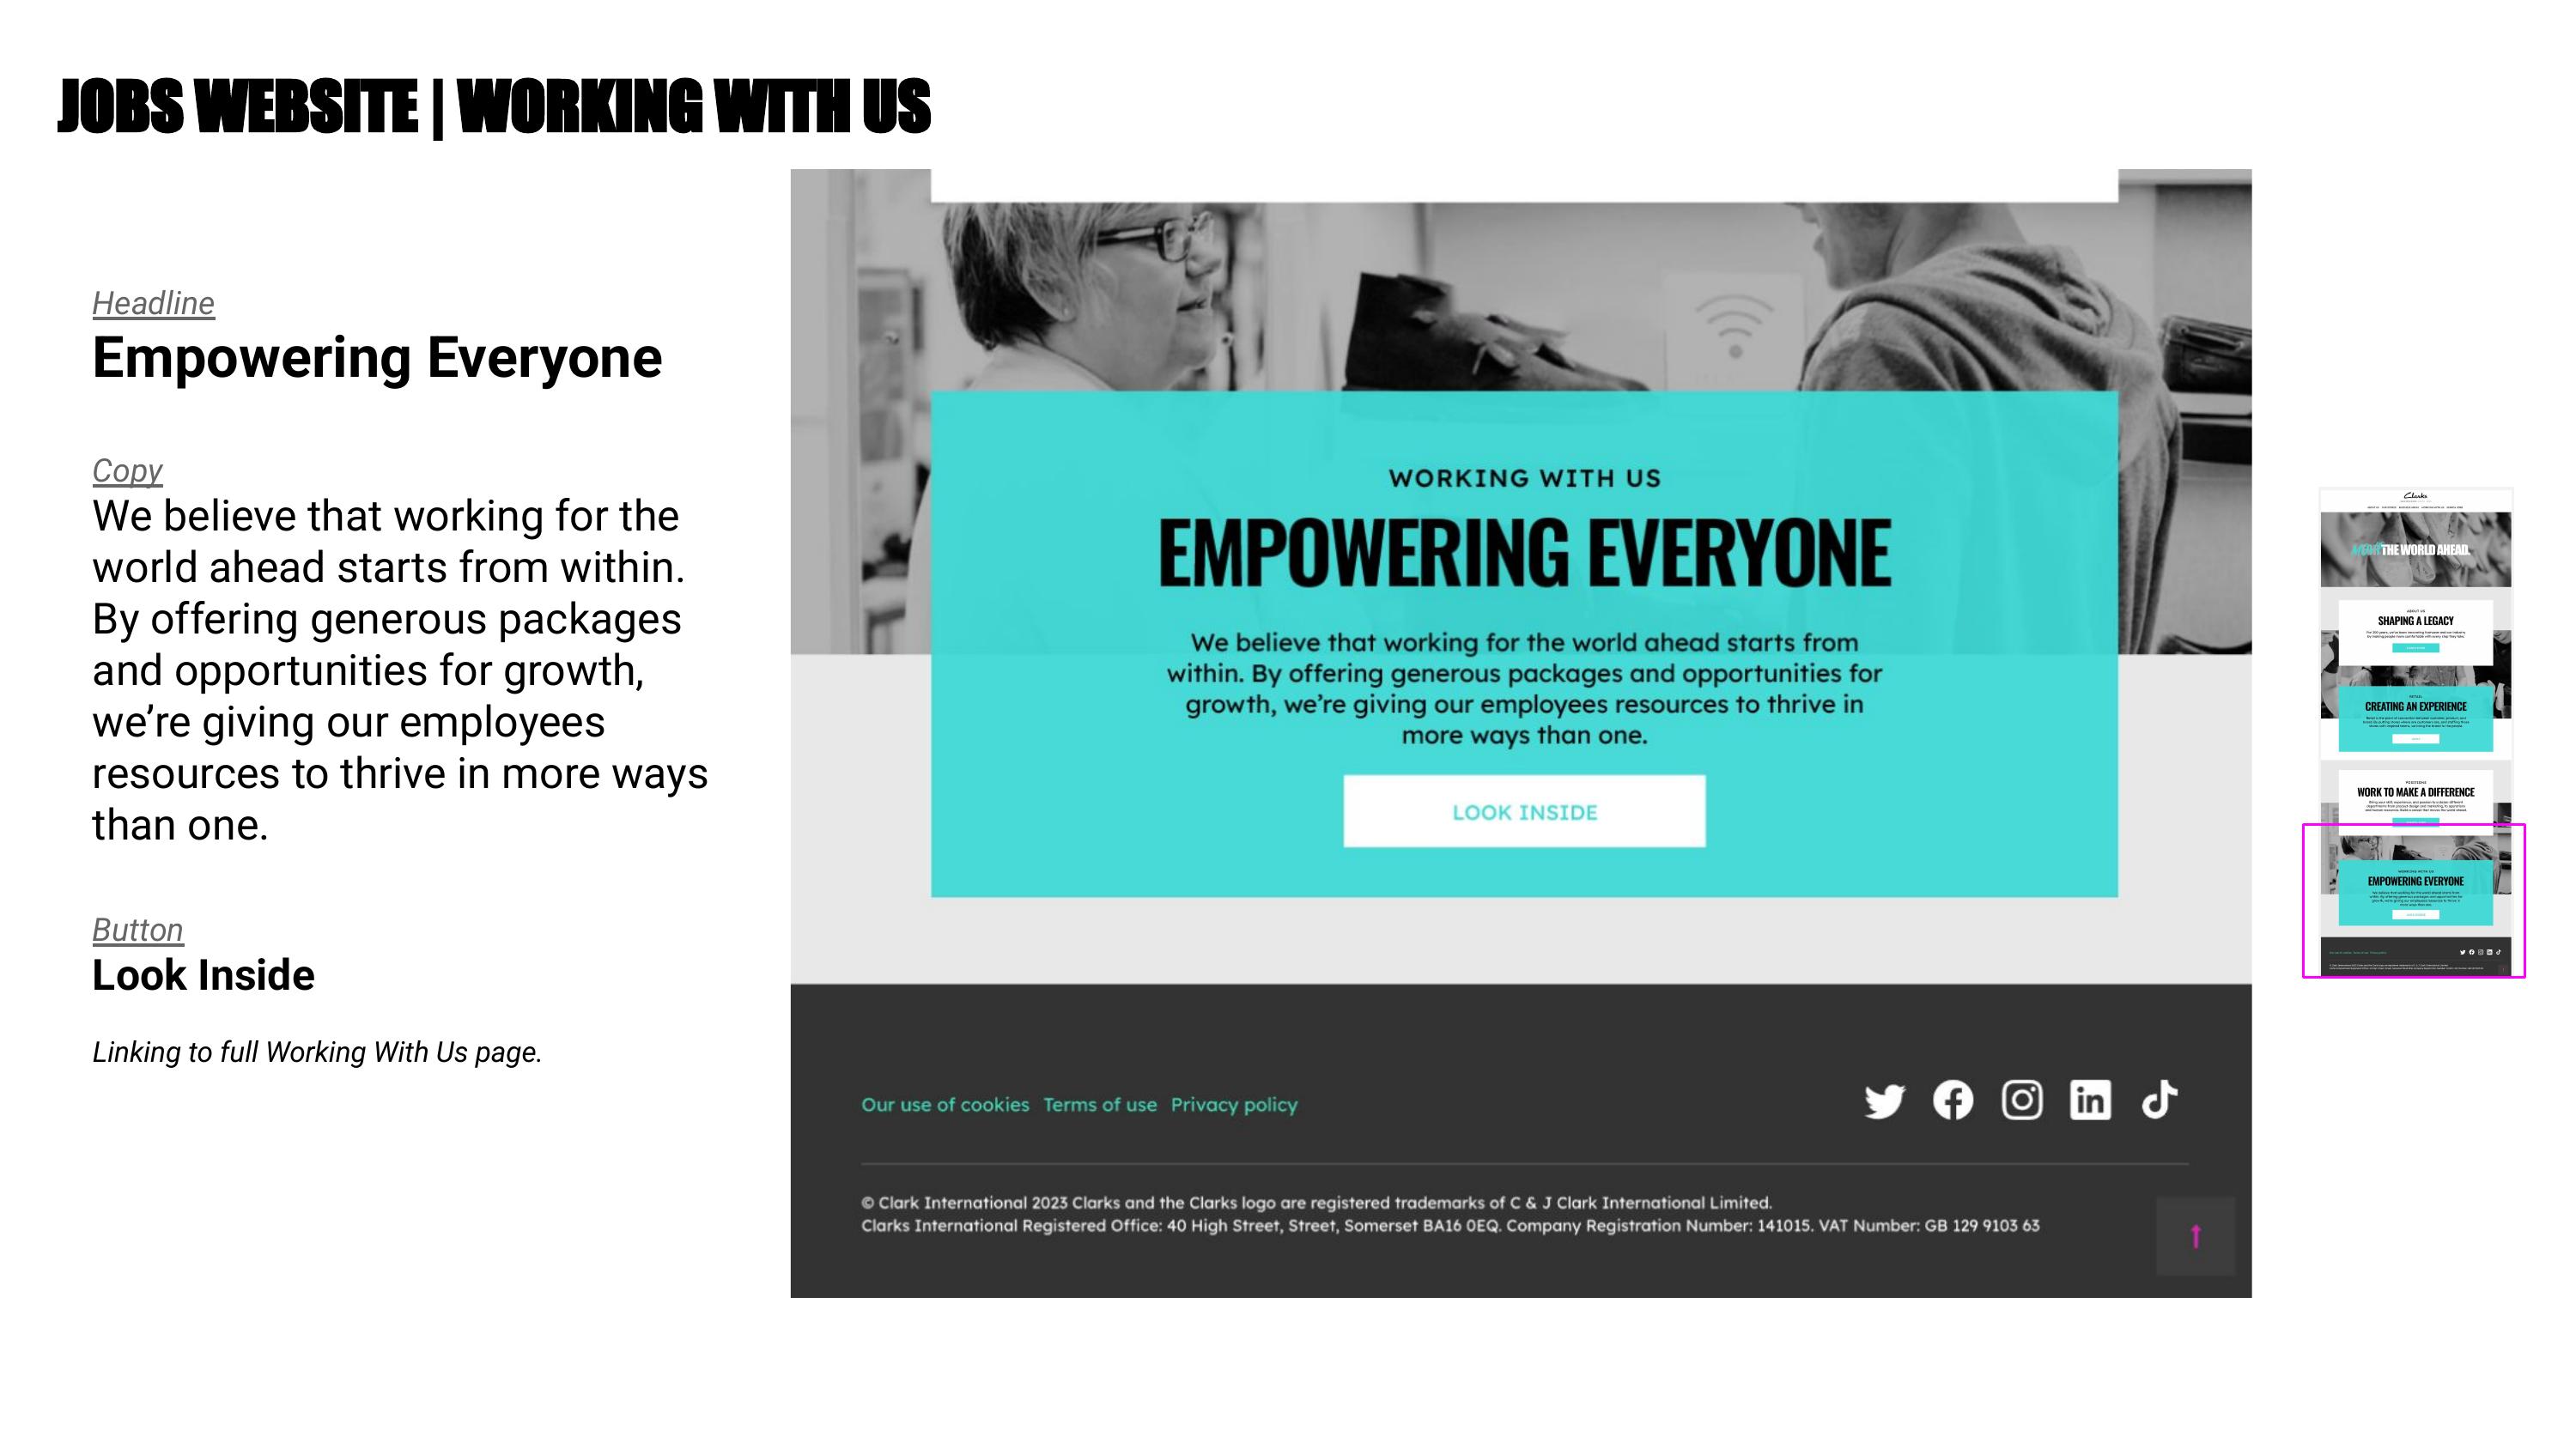 JOBS WEBSITE | WORKING WITH US
Headline
Empowering Everyone
Copy
We believe that working for the
world ahead starts from within.
By offering generous packages
and opportunities for growth,
we’re giving our employees
resources to thrive in more ways
than one.
Button
Look Inside
Linking to full Working With Us page.
WORKING WITH US
EMPOWERING EVERYONE
We believe that working for the world ahead starts from
within. By offering generous packages and opportunities for
growth, we’re giving our employees resources to thrive in
more ways than one.
LOOK INSIDE
Our use of cookies Terms of use Privacy policy
© Clark International 2023 Clarks and the Clarks logo are registered trademarks of C & J Clark International Limited.
Clarks International Registered Office: 40 High Street, Street, Somerset BA16 0EQ. Company Registration Number: 141015. VAT Number: GB 129 9103 63
Clarks
THE WORLD AHEAD.
ABOUT US
SHAPING A LEGACY
RETAIL
CREATING AN EXPERIENCE
POSITIONS
WORK TO MAKE A DIFFERENCE
WORKING WITH US
EMPOWERING EVERYONE